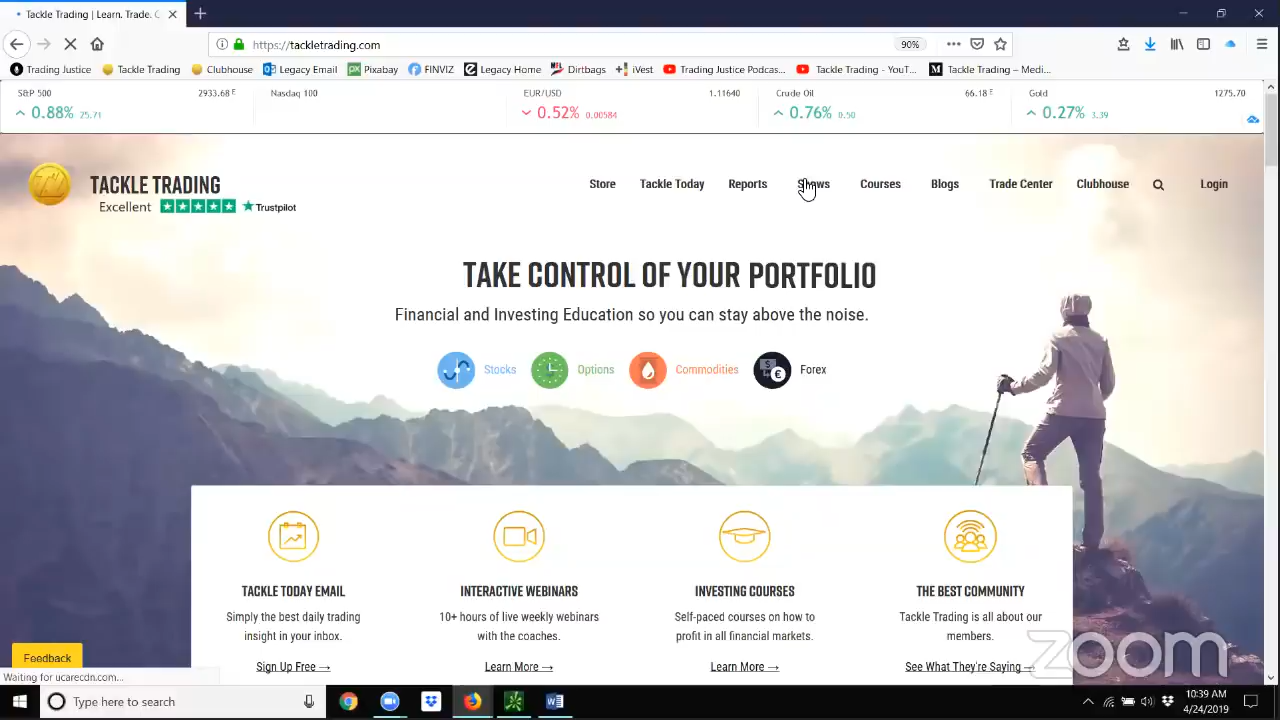 Tackle Trading | Learn. Trade. C
https://tackletrading.com
90%
Trading Justice
Tackle Trading
Clubhouse
Legacy Email
Pixabay
FINVIZ
Legacy Home
Dirtbags
iVest
Trading Justice Podcas...
Tackle Trading - YouT...
Tackle Trading – Medi...
S&P 500 2933.68 E
0.88% 25.71
Nasdaq 100
EUR/USD 1.11640
0.52% 0.00584
Crude Oil 66.18 E
0.76% 0.50
Gold 1275.70
0.27% 3.39
TACKLE TRADING
Excellent Trustpilot
Store Tackle Today Reports Shows Courses Blogs Trade Center Clubhouse Login
TAKE CONTROL OF YOUR PORTFOLIO
Financial and Investing Education so you can stay above the noise.
Stocks Options Commodities Forex
TACKLE TODAY EMAIL
Simply the best daily trading
insight in your inbox.
Sign Up Free →
INTERACTIVE WEBINARS
10+ hours of live weekly webinars
with the coaches.
Learn More →
INVESTING COURSES
Self-paced courses on how to
profit in all financial markets.
Learn More →
THE BEST COMMUNITY
Tackle Trading is all about our
members.
See What They're Saying →
zoom
Feedback
Waiting for ucarecdn.com...
Type here to search
10:39 AM
4/24/2019